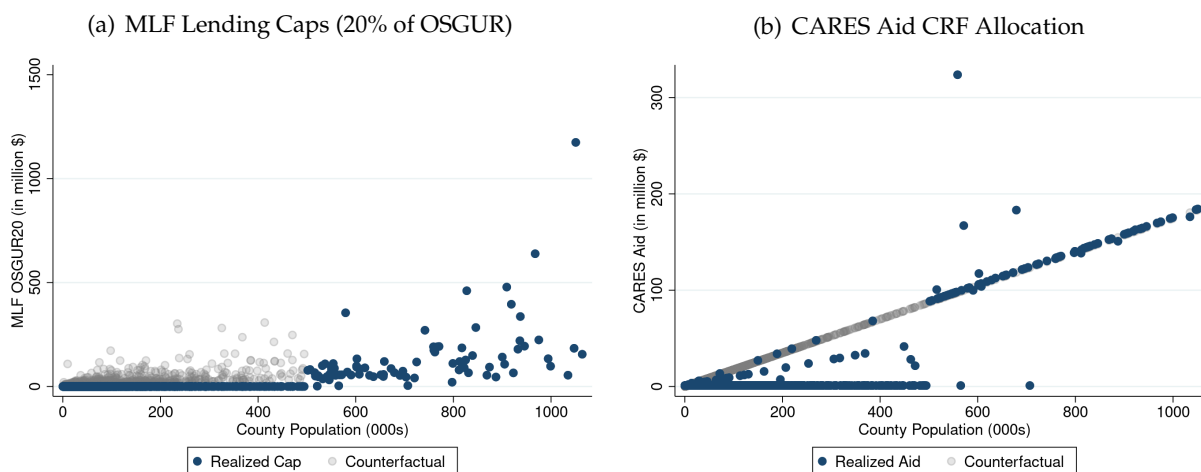 (a) MLF Lending Caps (20% of OSGUR)
MLF OSGUR20 (in million $)
1500
1000
500
0
0 200 400 600 800 1000
County Population (000s)
Realized Cap Counterfactual
(b) CARES Aid CRF Allocation
CARES Aid (in million $)
300
200
100
0
0 200 400 600 800 1000
County Population (000s)
Realized Aid Counterfactual